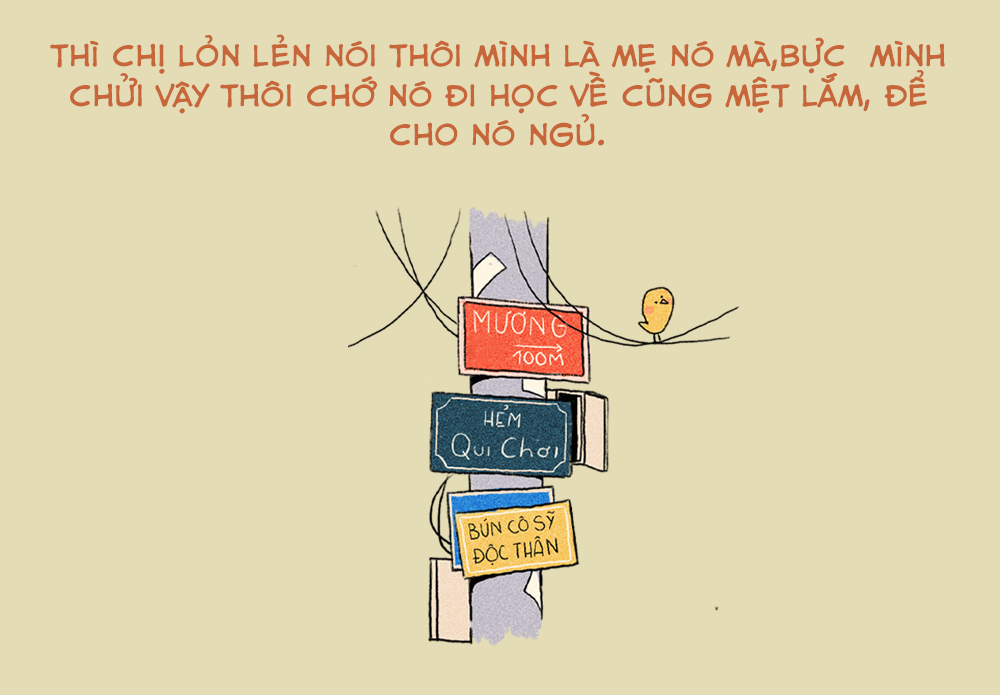 THÌ CHỊ LỎN LẺN NÓI THÔI MÌNH LÀ MẸ NÓ MÀ,BỰC MÌNH
CHỬI VẬY THÔI CHỚ NÓ ĐI HỌC VỀ CŨNG MỆT LẮM, ĐỂ
CHO NÓ NGỦ.
MƯƠNG
100M
HẺM
Qui Chơi
BÚN CÔ SỸ
ĐỘC THÂN